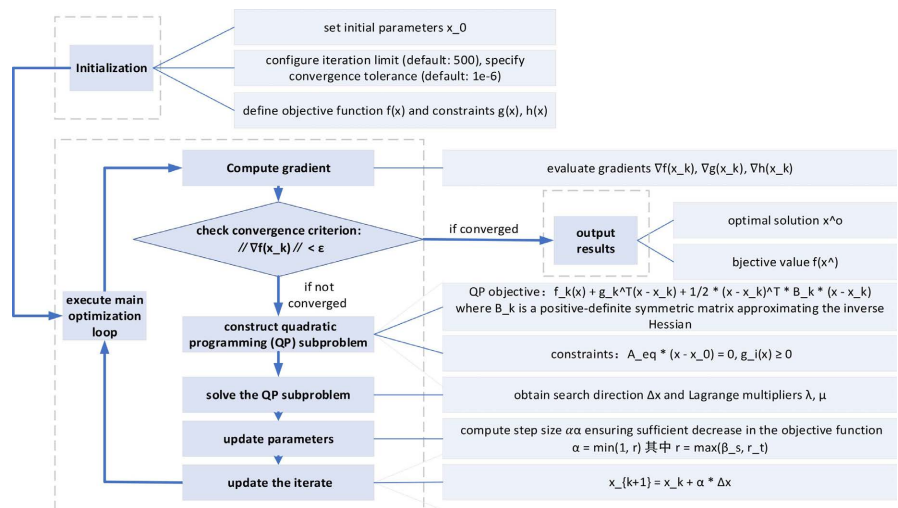 set initial parameters x_0
Initialization
configure iteration limit (default: 500), specify
convergence tolerance (default: 1e-6)
define objective function f(x) and constraints g(x), h(x)
Compute gradient
evaluate gradients ∇f(x_k), ∇g(x_k), ∇h(x_k)
check convergence criterion:
∥∇f(x_k)∥ < ε
if converged
output
results
optimal solution x^o
bjective value f(x^)
if not
converged
execute main
optimization
loop
construct quadratic
programming (QP) subproblem
QP objective：f_k(x) + g_k^T(x - x_k) + 1/2 * (x - x_k)^T * B_k * (x - x_k)
where B_k is a positive-definite symmetric matrix approximating the inverse
Hessian
constraints：A_eq * (x - x_0) = 0, g_i(x) ≥ 0
solve the QP subproblem
obtain search direction Δx and Lagrange multipliers λ, μ
update parameters
compute step size αα ensuring sufficient decrease in the objective function
α = min(1, r) 其中 r = max(β_s, r_t)
update the iterate
x_{k+1} = x_k + α * Δx